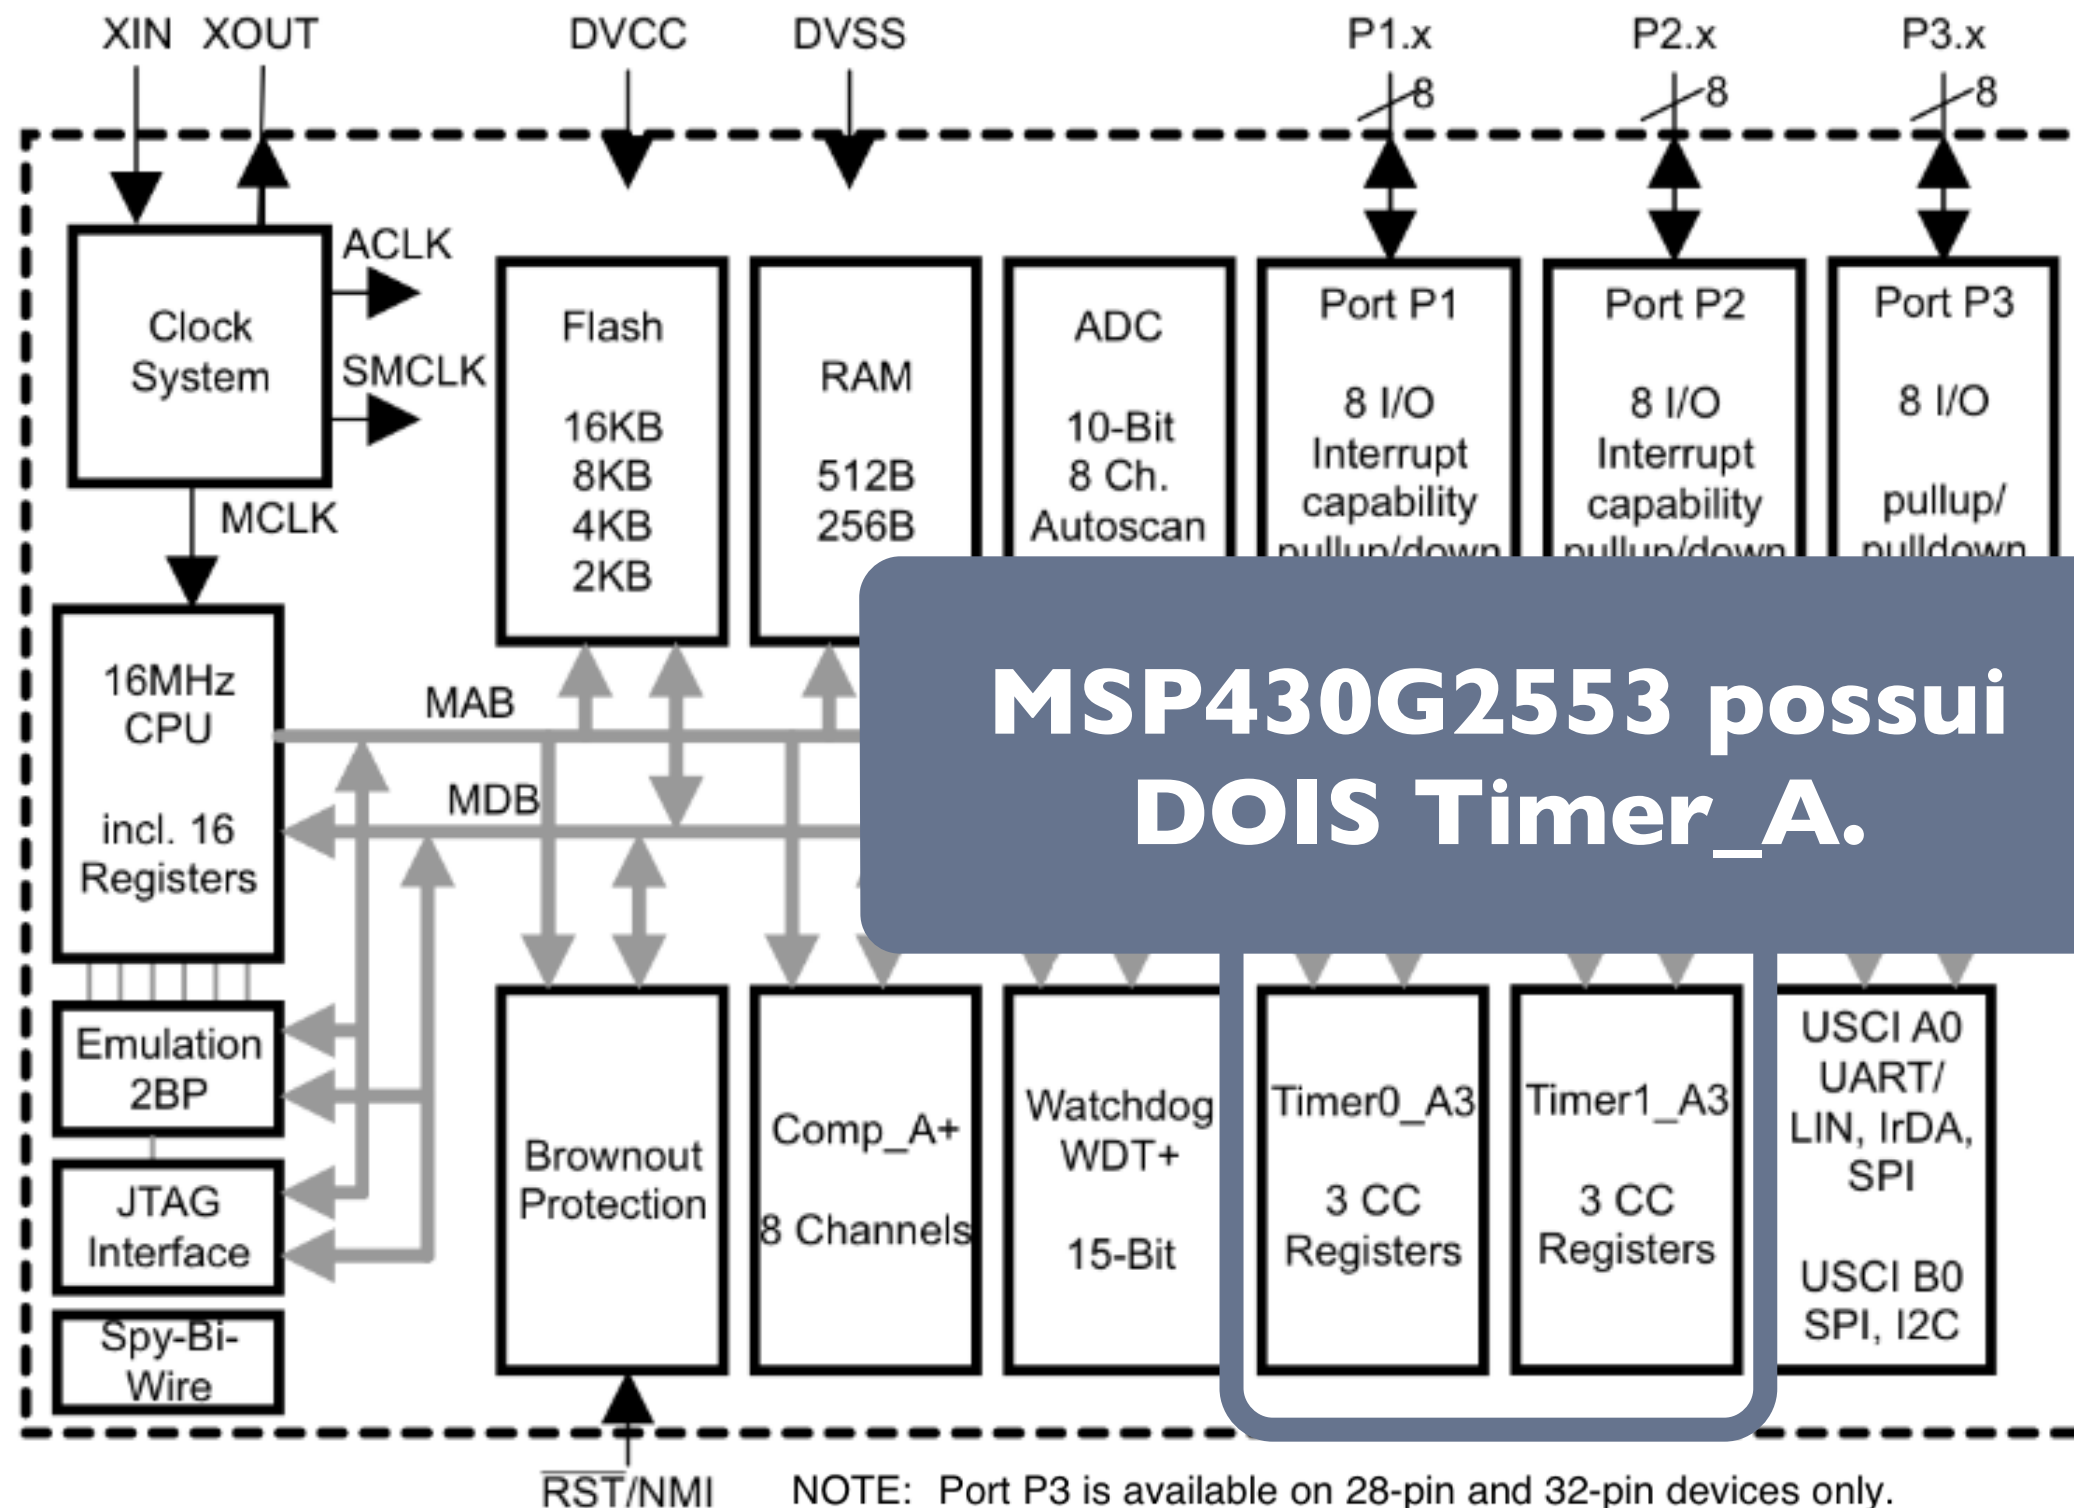 XIN XOUT DVCC DVSS P1.x P2.x P3.x
8 8 8
ACLK
SMCLK
MCLK
Clock
System
Flash
16KB
8KB
4KB
2KB
RAM
512B
256B
ADC
10-Bit
8 Ch.
Autoscan
Port P1
8 I/O
Interrupt
capability
pullup/down
Port P2
8 I/O
Interrupt
capability
pullup/down
Port P3
8 I/O
pullup/
pulldown
16MHz
CPU
incl. 16
Registers
MAB
MDB
MSP430G2553 possui
DOIS Timer_A.
Emulation
2BP
JTAG
Interface
Spy-Bi-
Wire
Brownout
Protection
Comp_A+
8 Channels
Watchdog
WDT+
15-Bit
Timer0_A3
3 CC
Registers
Timer1_A3
3 CC
Registers
USCI A0
UART/
LIN, IrDA,
SPI
USCI B0
SPI, I2C
RST/NMI
NOTE: Port P3 is available on 28-pin and 32-pin devices only.